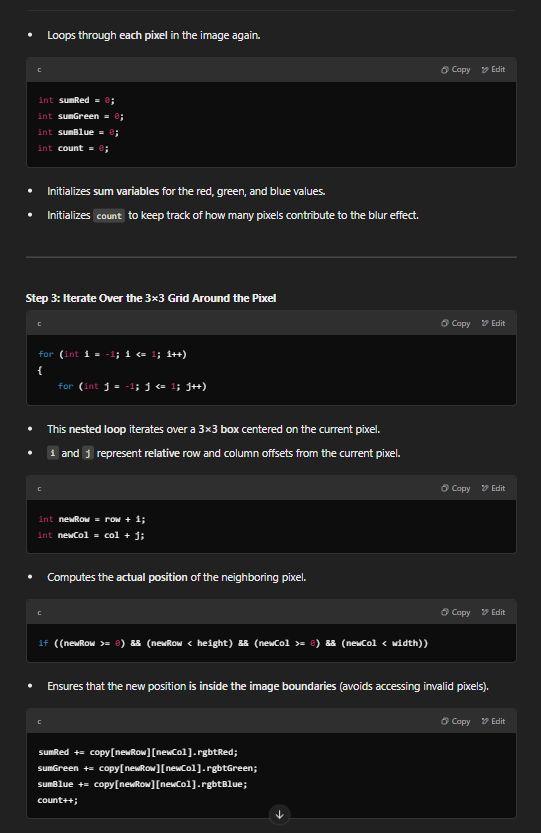 Loops through each pixel in the image again.
c
Copy Edit
int sumRed = 0;
int sumGreen = 0;
int sumBlue = 0;
int count = 0;
Initializes sum variables for the red, green, and blue values.
Initializes count to keep track of how many pixels contribute to the blur effect.
Step 3: Iterate Over the 3×3 Grid Around the Pixel
c
Copy Edit
for (int i = -1; i <= 1; i++)
{
for (int j = -1; j <= 1; j++)
This nested loop iterates over a 3×3 box centered on the current pixel.
i and j represent relative row and column offsets from the current pixel.
c
Copy Edit
int newRow = row + i;
int newCol = col + j;
Computes the actual position of the neighboring pixel.
c
Copy Edit
if ((newRow >= 0) && (newRow < height) && (newCol >= 0) && (newCol < width))
Ensures that the new position is inside the image boundaries (avoids accessing invalid pixels).
c
Copy Edit
sumRed += copy[newRow][newCol].rgbtRed;
sumGreen += copy[newRow][newCol].rgbtGreen;
sumBlue += copy[newRow][newCol].rgbtBlue;
count++;